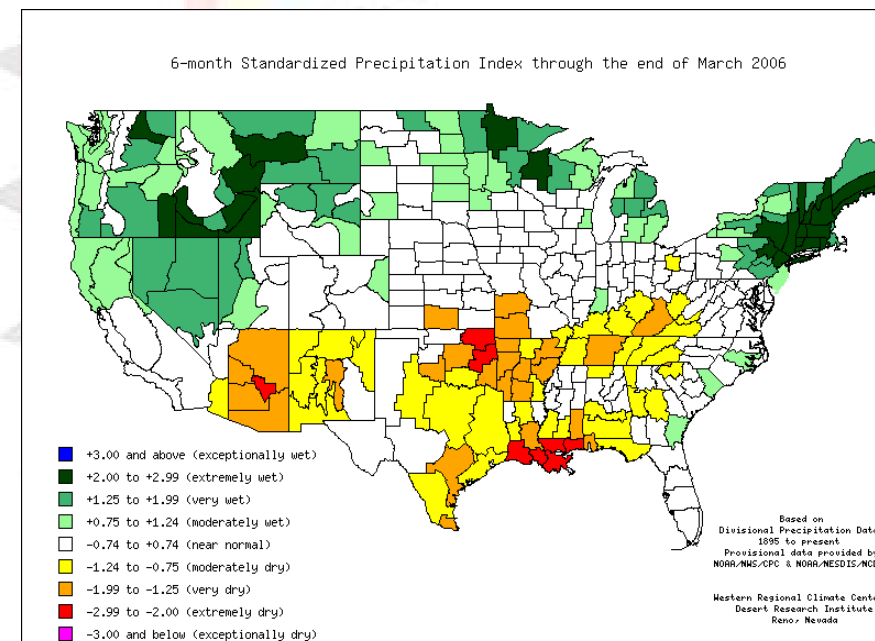 6-month Standardized Precipitation Index through the end of March 2006
+3.00 and above (exceptionally wet)
+2.00 to +2.99 (extremely wet)
+1.25 to +1.99 (very wet)
+0.75 to +1.24 (moderately wet)
-0.74 to +0.74 (near normal)
-1.24 to -0.75 (moderately dry)
-1.99 to -1.25 (very dry)
-2.99 to -2.00 (extremely dry)
-3.00 and below (exceptionally dry)
Based on
Divisional Precipitation Data
1895 to present
Provisional data provided by
NOAA/NWS/CPC & NOAA/NESDIS/NCD
Western Regional Climate Cente
Desert Research Institute
Reno, Nevada